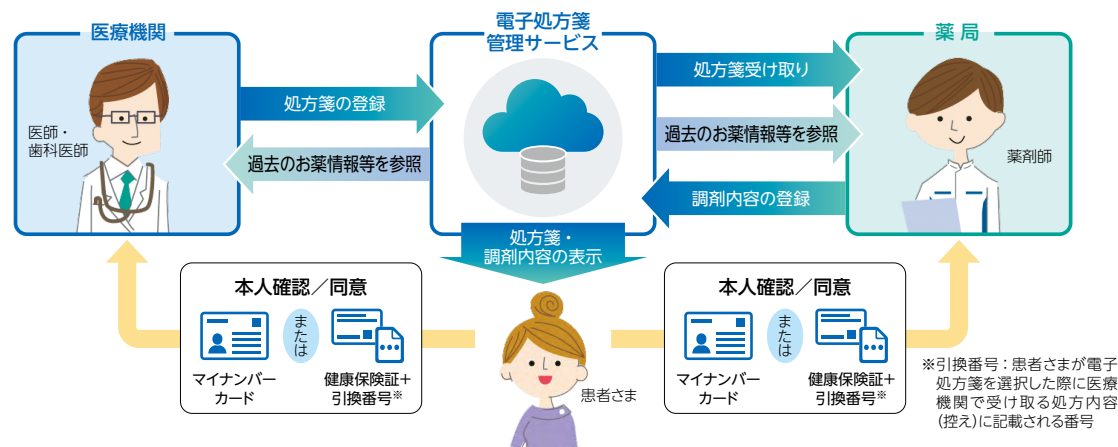 医療機関
電子処方箋
管理サービス
薬局
処方箋の登録
処方箋受け取り
医師・
歯科医師
過去のお薬情報等を参照
過去のお薬情報等を参照
薬剤師
調剤内容の登録
処方箋・
調剤内容の表示
本人確認／同意
または
マイナンバー
カード
健康保険証+
引換番号※
患者さま
本人確認／同意
または
マイナンバー
カード
健康保険証+
引換番号※
※引換番号：患者さまが電子
処方箋を選択した際に医療
機関で受け取る処方内容
(控え)に記載される番号